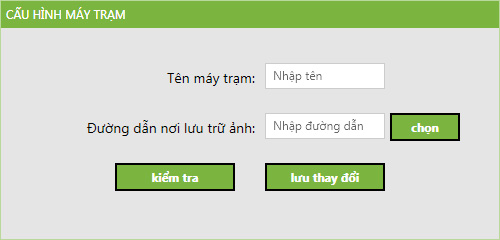 CẤU HÌNH MÁY TRẠM
Tên máy trạm: Nhập tên
Đường dẫn nơi lưu trữ ảnh: Nhập đường dẫn chọn
kiểm tra lưu thay đổi